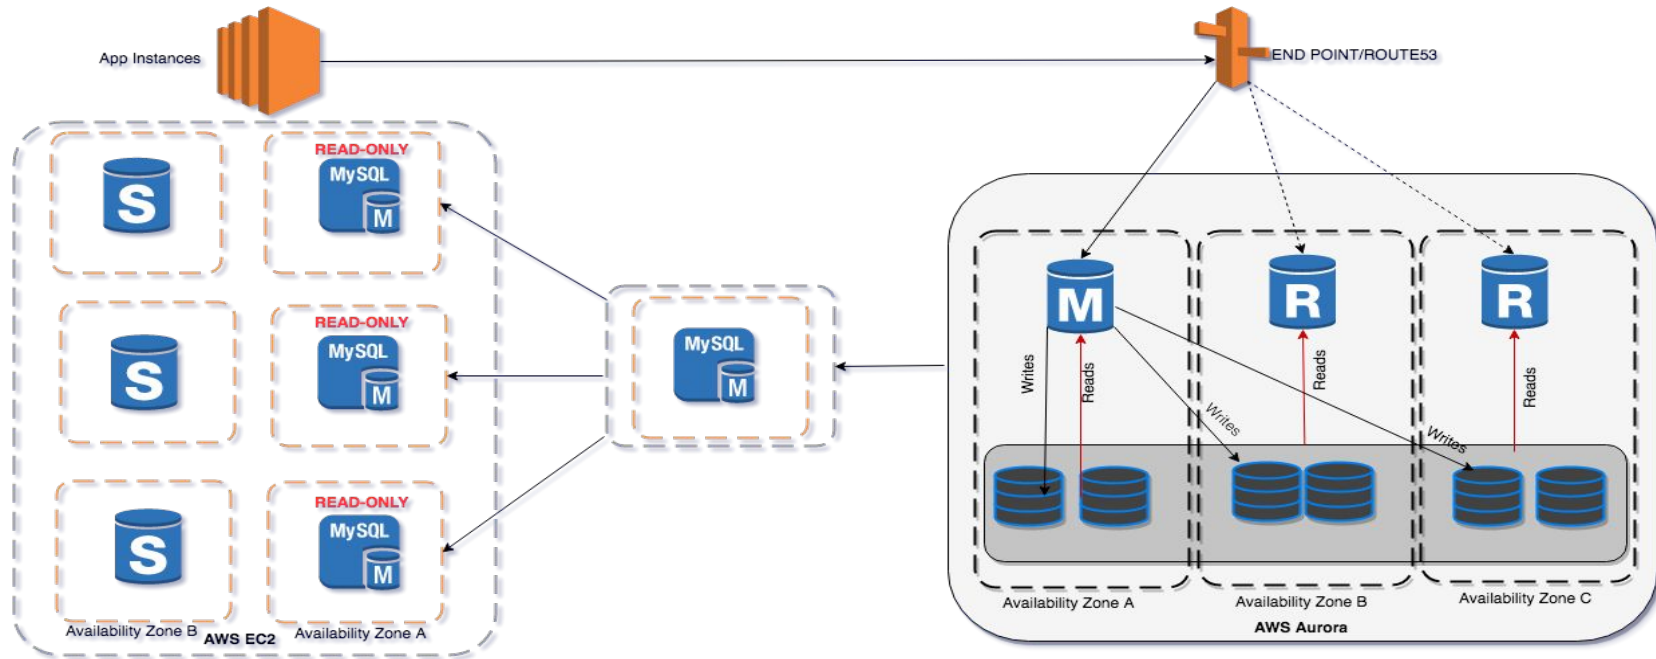 App Instances
END POINT/ROUTE53
S
READ-ONLY
MySQL
M
S
READ-ONLY
MySQL
M
S
READ-ONLY
MySQL
M
Availability Zone B
AWS EC2
Availability Zone A
MySQL
M
M
R
R
Writes
Reads
Writes
Reads
Writes
Reads
Availability Zone A
Availability Zone B
Availability Zone C
AWS Aurora